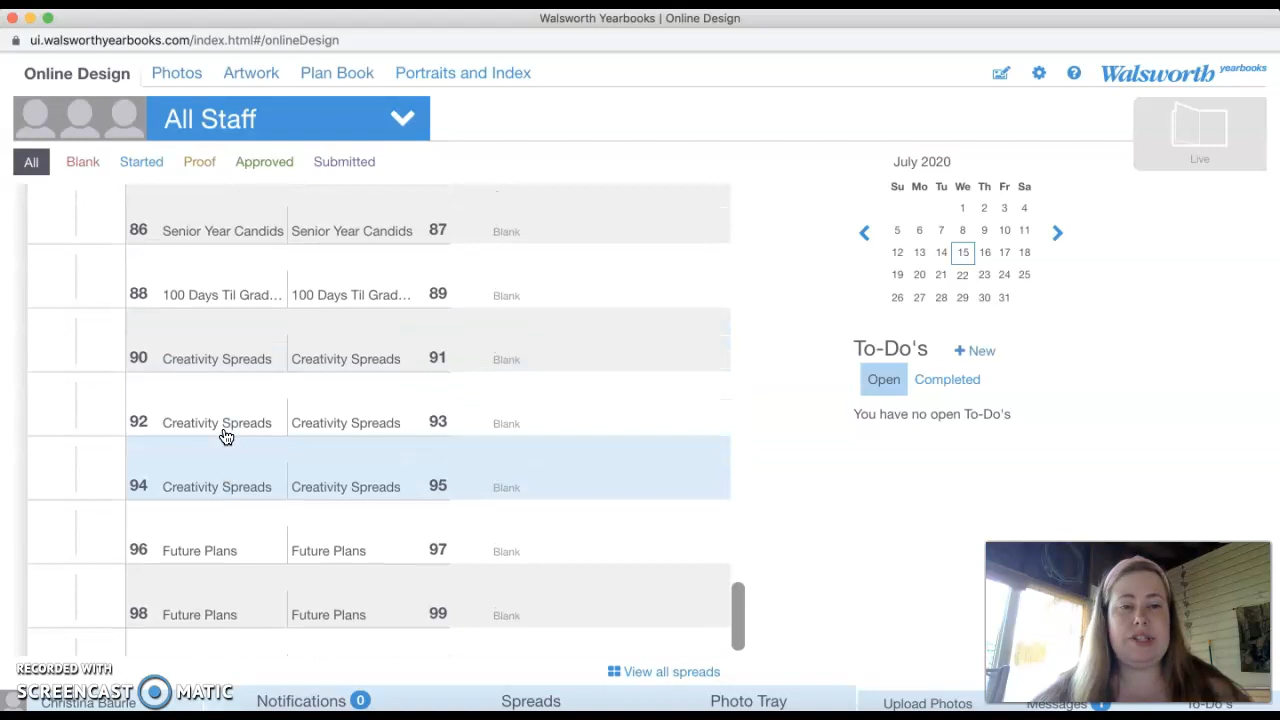 Walsworth Yearbooks | Online Design
ui.walsworthyearbooks.com/index.html#/onlineDesign
Online Design Photos Artwork Plan Book Portraits and Index Walsworth yearbooks
All Staff
Live
All Blank Started Proof Approved Submitted
July 2020
Su Mo Tu We Th Fr Sa
1 2 3 4
5 6 7 8 9 10 11
12 13 14 15 16 17 18
19 20 21 22 23 24 25
26 27 28 29 30 31
86 Senior Year Candids Senior Year Candids 87 Blank
88 100 Days Til Grad... 100 Days Til Grad... 89 Blank
90 Creativity Spreads Creativity Spreads 91 Blank
92 Creativity Spreads Creativity Spreads 93 Blank
94 Creativity Spreads Creativity Spreads 95 Blank
96 Future Plans Future Plans 97 Blank
98 Future Plans Future Plans 99 Blank
To-Do's + New
Open Completed
You have no open To-Do's
View all spreads
RECORDED WITH
SCREENCAST MATIC
Christina Notifications 0 Spreads Photo Tray Upload Photos Messages To-Do's